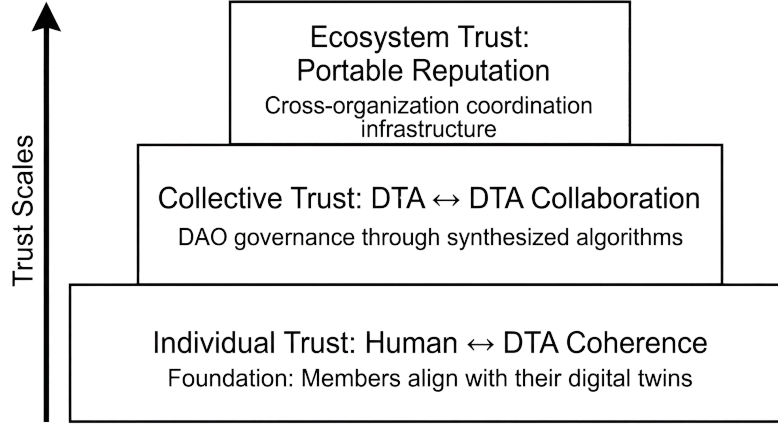 Ecosystem Trust:
Portable Reputation
Cross-organization coordination
infrastructure
Collective Trust: DTA ↔ DTA Collaboration
DAO governance through synthesized algorithms
Individual Trust: Human ↔ DTA Coherence
Foundation: Members align with their digital twins
Trust Scales